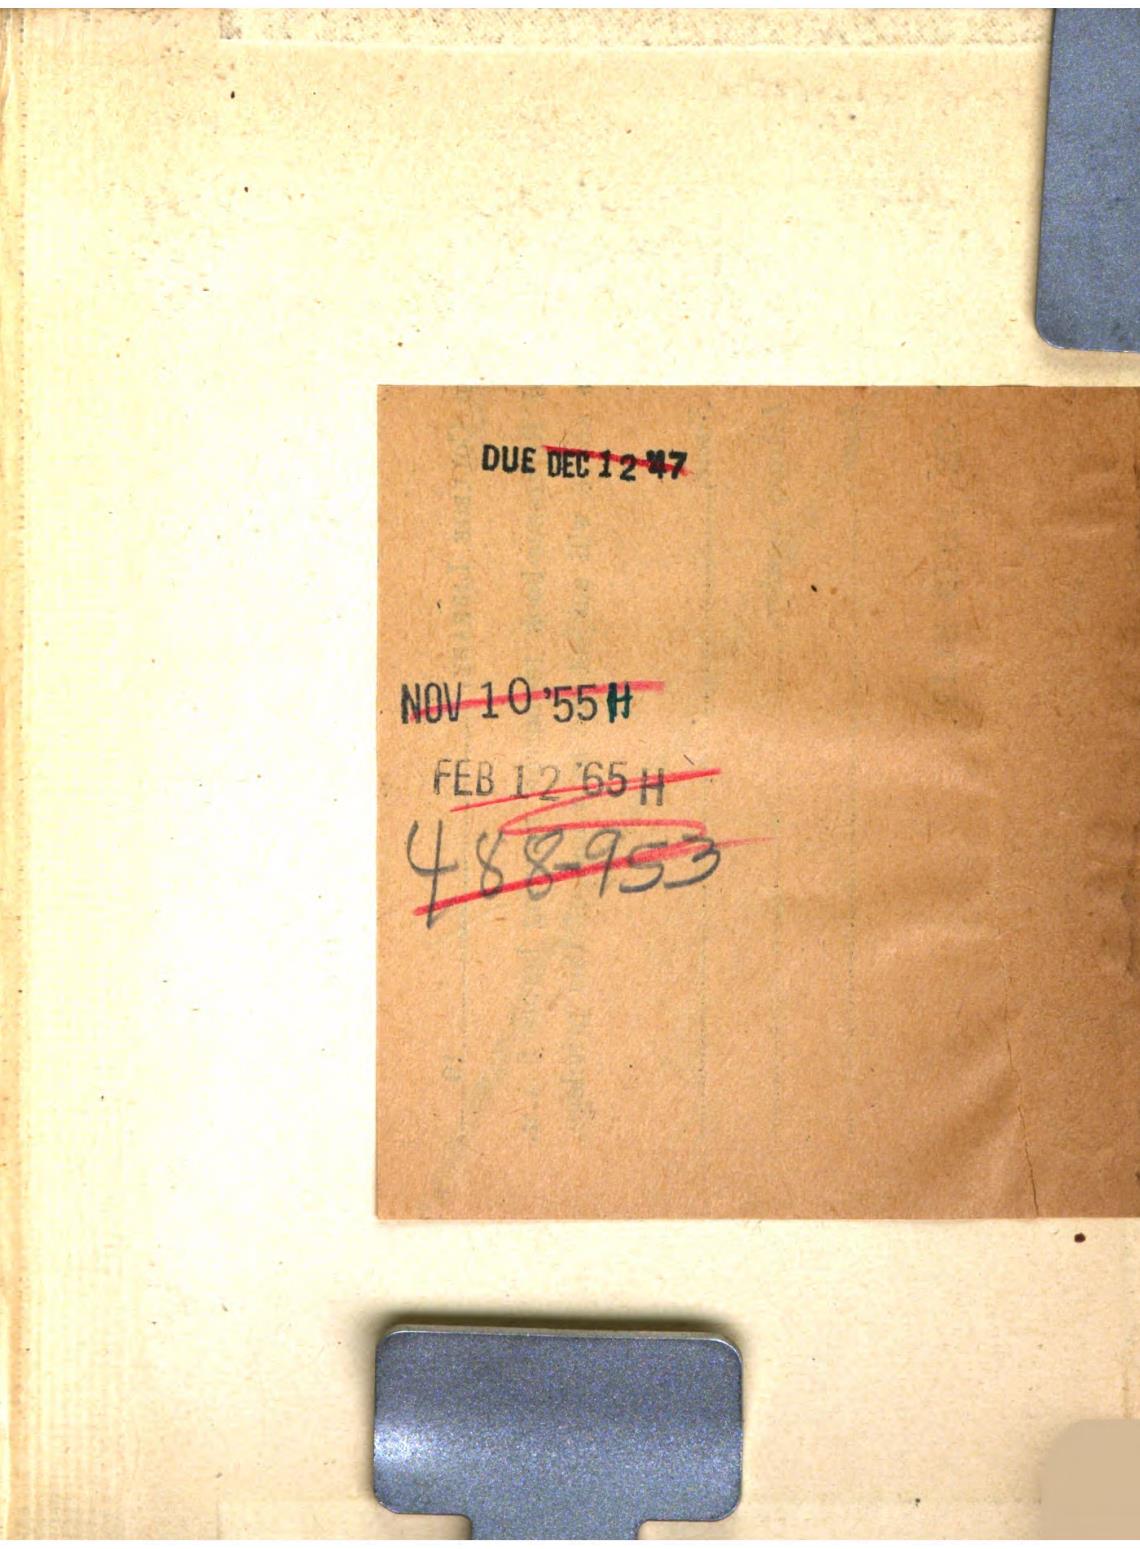 DUE DEC 12 '47
NOV 10 '55 H
FEB 12 '65 H
488-953